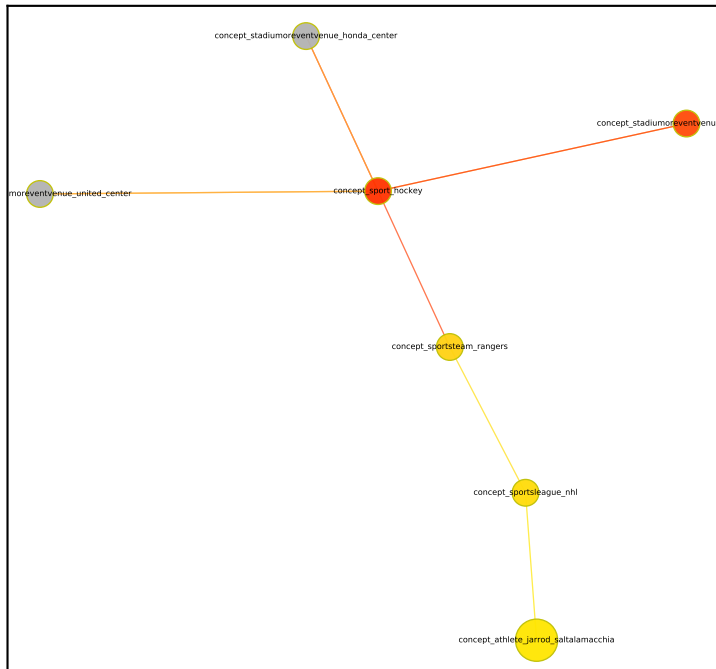 concept_stadiumoreventvenue_honda_center
concept_stadiumoreventvenu
moreventvenue_united_center
concept_sport_hockey
concept_sportsteam_rangers
concept_sportsleague_nhl
concept_athlete_jarrod_saltalamacchia